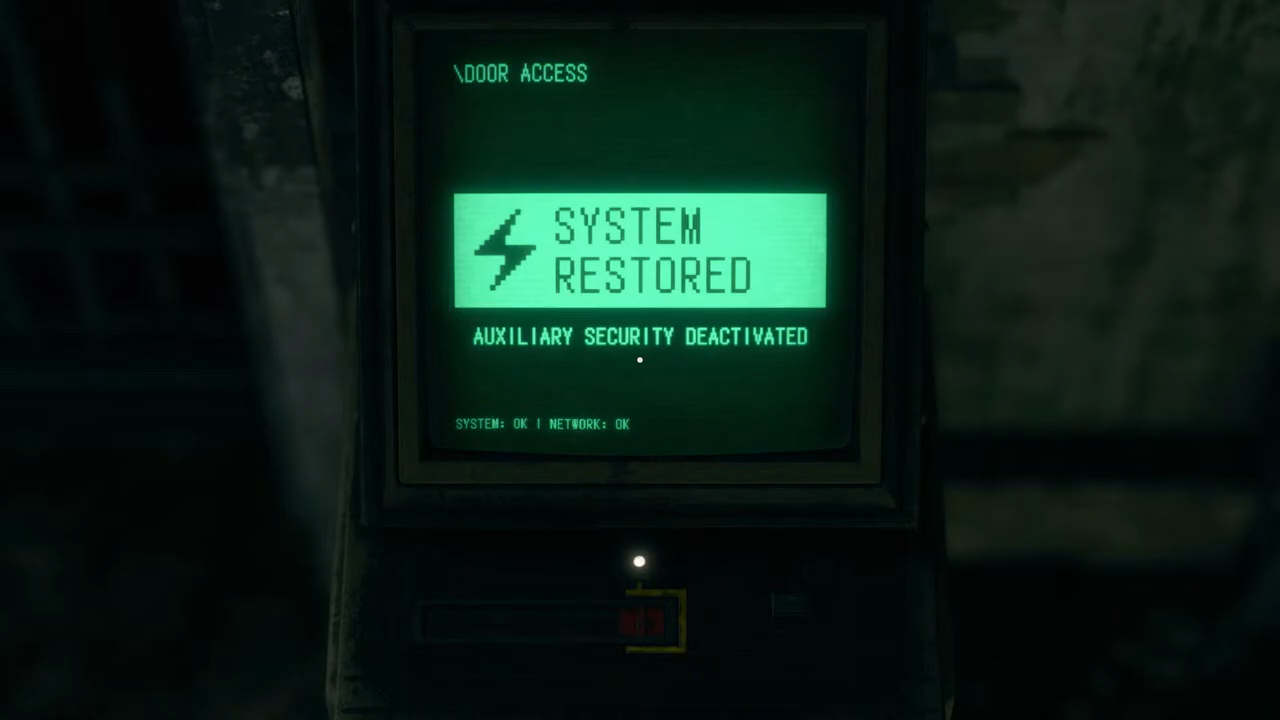 \DOOR ACCESS
SYSTEM
RESTORED
AUXILIARY SECURITY DEACTIVATED
SYSTEM: OK | NETWORK: OK